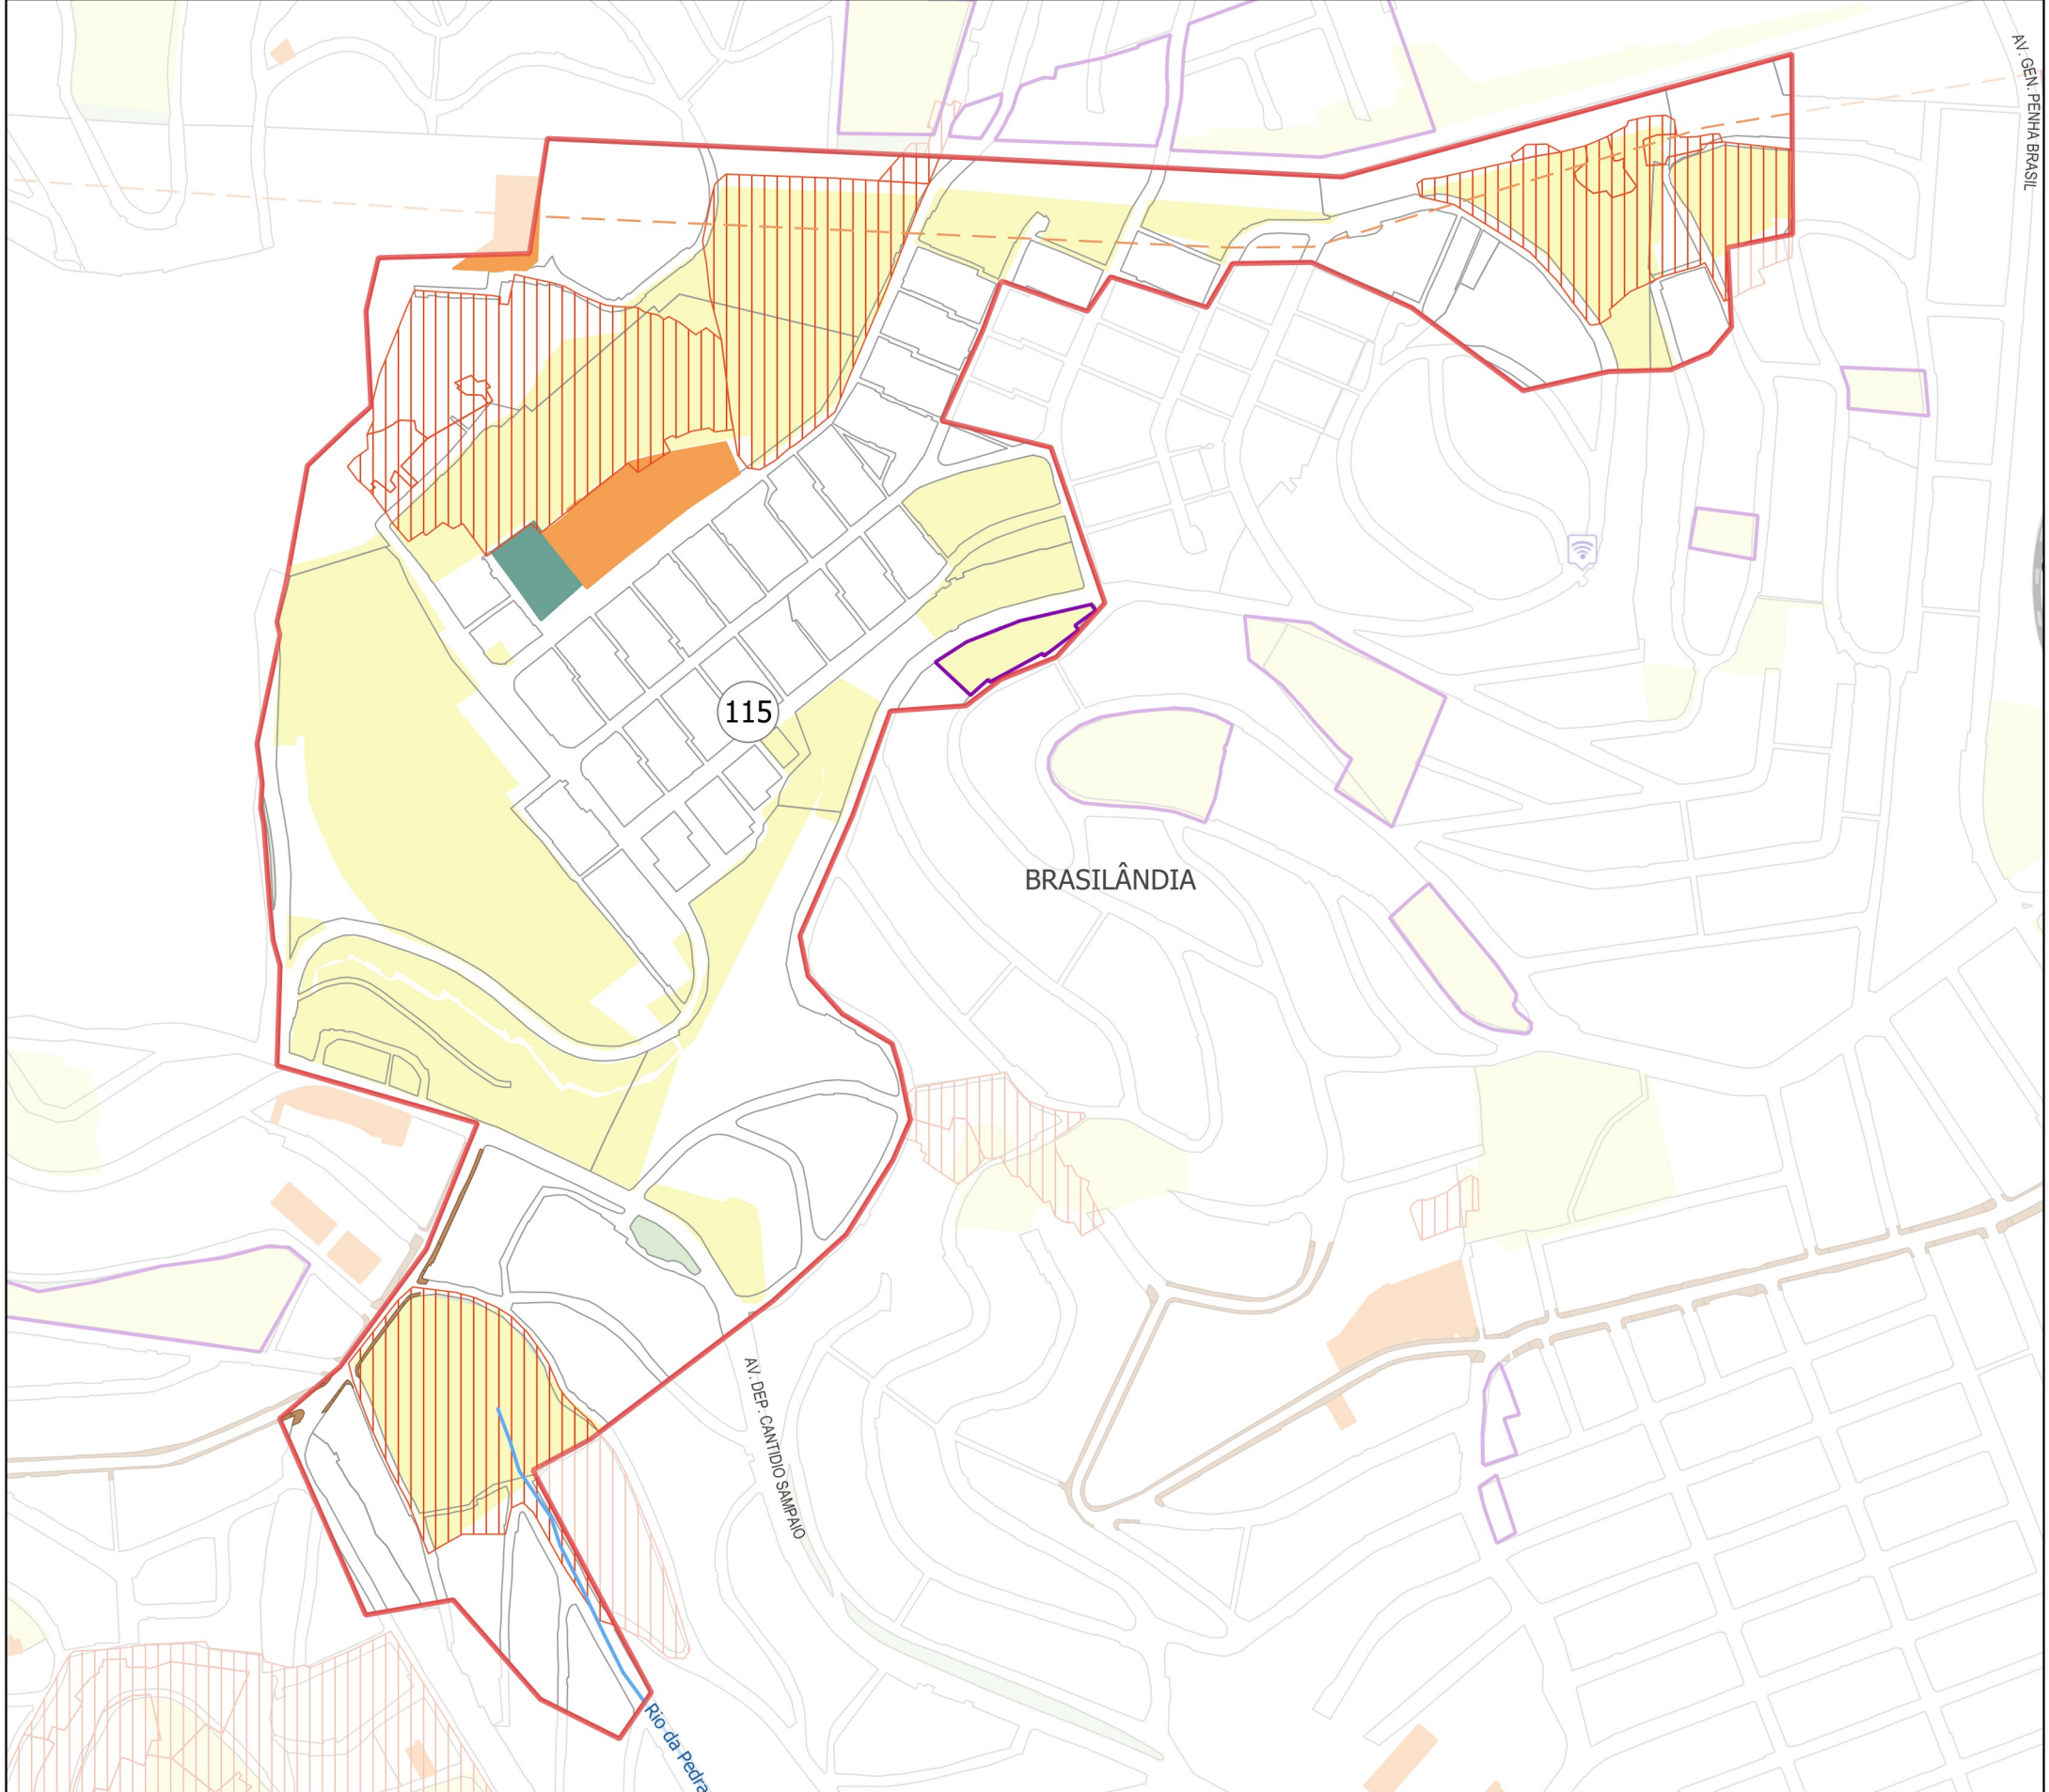 AV. GEN. PENHA BRASIL
115
BRASILÂNDIA
AV. DEP. CANTIDIO SAMPAIO
Rio da Pedra